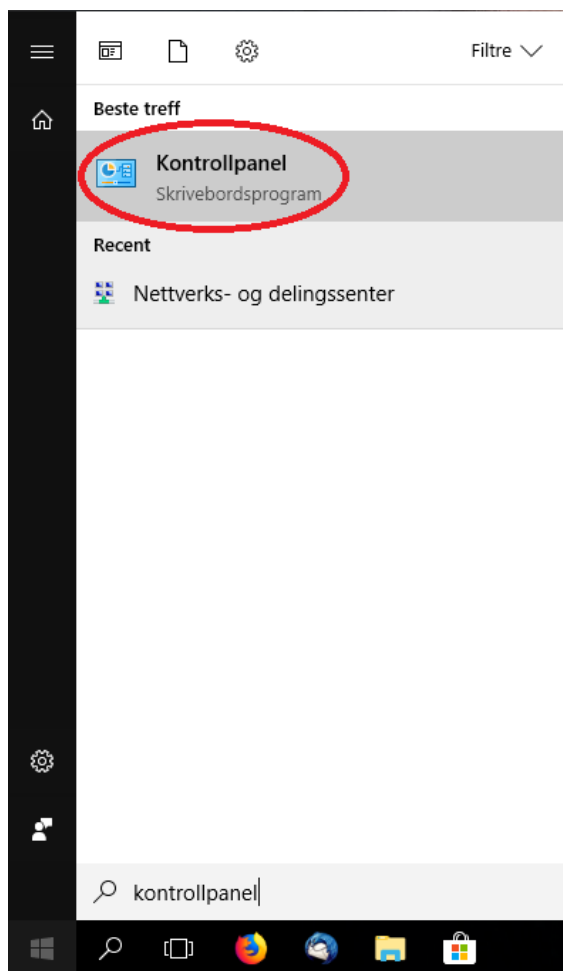 Filtre
Beste treff
Kontrollpanel
Skrivebordsprogram
Recent
Nettverks- og delingssenter
kontrollpanel